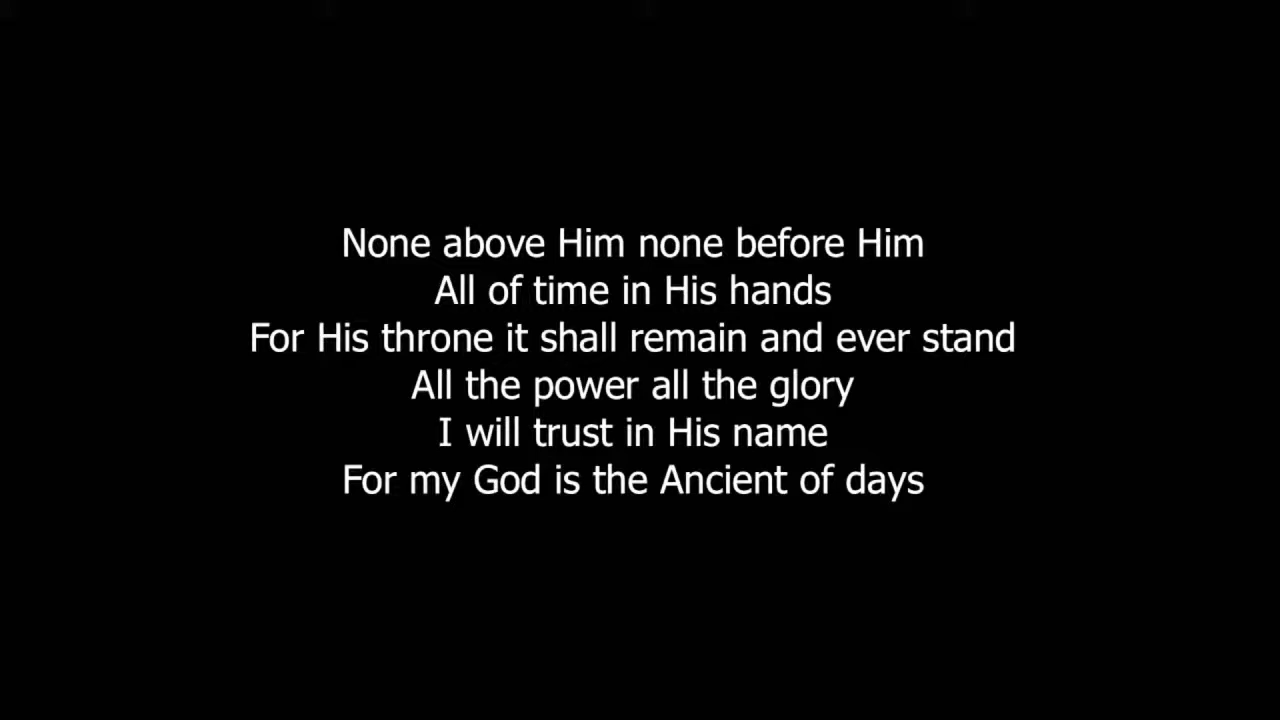 None above Him none before Him
All of time in His hands
For His throne it shall remain and ever stand
All the power all the glory
I will trust in His name
For my God is the Ancient of days